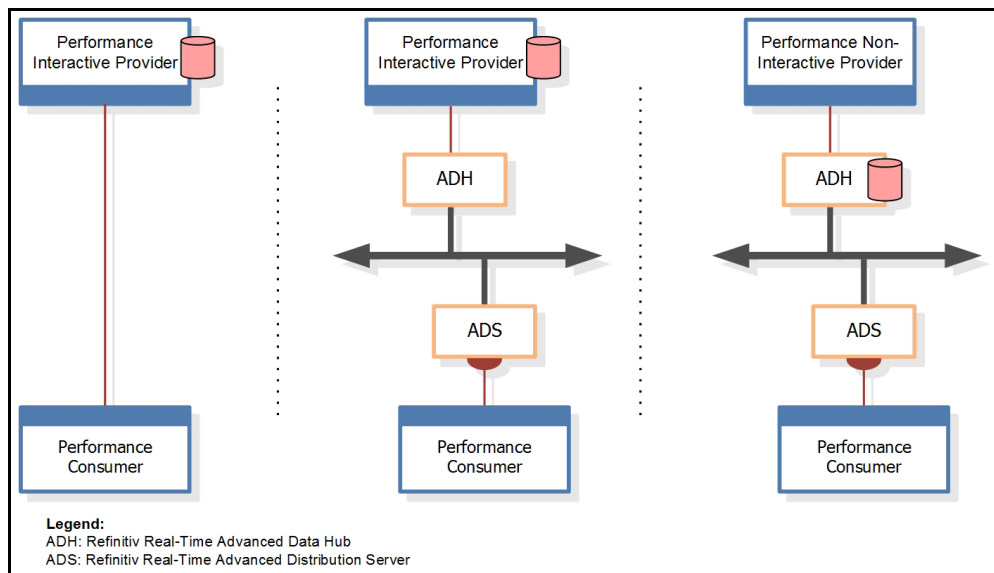 Performance
Interactive Provider
Performance
Interactive Provider
Performance Non-
Interactive Provider
ADH
ADH
ADS
ADS
Performance
Consumer
Performance
Consumer
Performance
Consumer
Legend:
ADH: Refinitiv Real-Time Advanced Data Hub
ADS: Refinitiv Real-Time Advanced Distribution Server